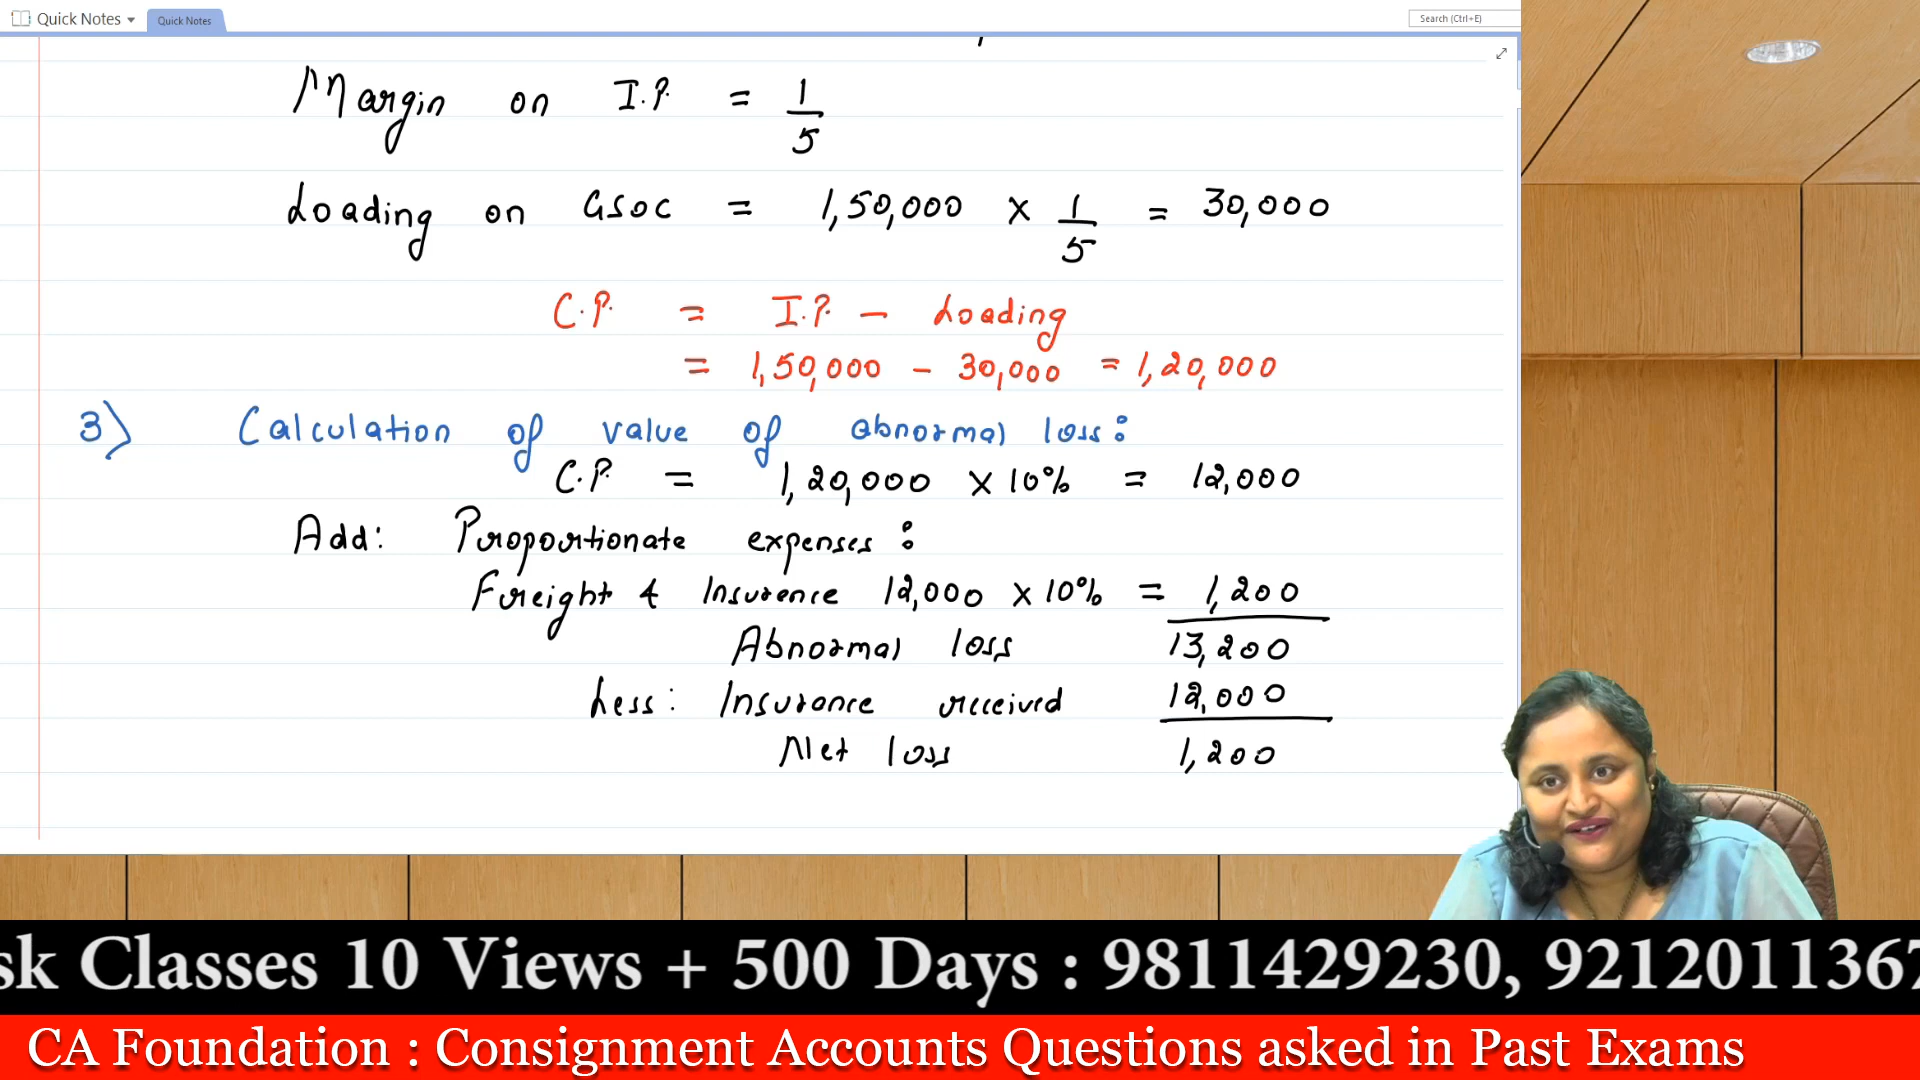 Quick Notes
Quick Notes
Search (Ctrl+E)
Margin on I.P. = 1/5
Loading on GSOC = 1,50,000 x 1/5 = 30,000
C.P. = I.P. - Loading
= 1,50,000 - 30,000 = 1,20,000
3) Calculation of value of abnormal loss:
C.P. = 1,20,000 x 10% = 12,000
Add: Proportionate expenses:
Freight & Insurance 12,000 x 10% = 1,200
Abnormal loss 13,200
Less: Insurance received 12,000
Net loss 1,200
sk Classes 10 Views + 500 Days : 9811429230, 9212011367
CA Foundation : Consignment Accounts Questions asked in Past Exams